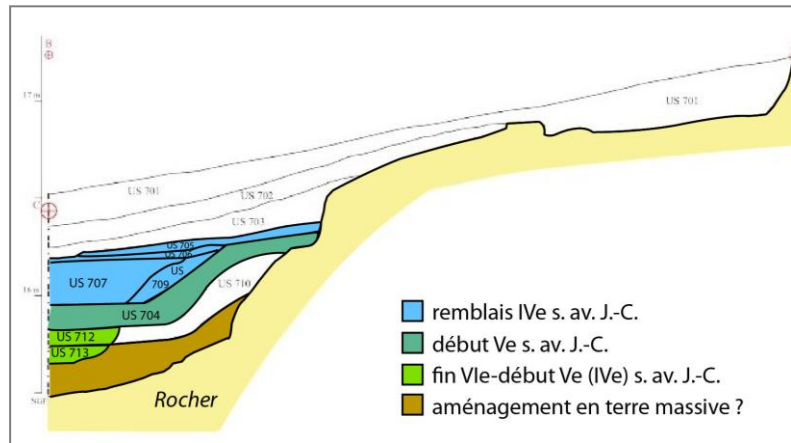 B
17 m
US 701
US 701
US 702
C
US 703
US 705
US 706
US
709
US 707
US 710
16 m
US 704
US 712
US 713
NGF
Rocher
remblais IVe s. av. J.-C.
début Ve s. av. J.-C.
fin VIe-début Ve (IVe) s. av. J.-C.
aménagement en terre massive ?